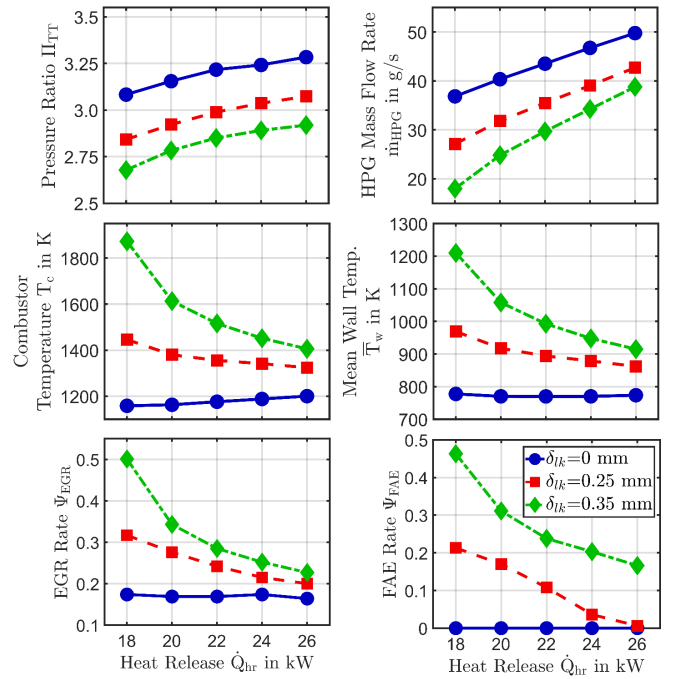 Pressure Ratio Π_TT
3.5
3.25
3.0
2.75
2.5
HPG Mass Flow Rate
ṁ_HPG in g/s
50
40
30
20
Combustor
Temperature T_c in K
1800
1600
1400
1200
Mean Wall Temp.
T̅_w in K
1300
1200
1100
1000
900
800
700
EGR Rate Ψ_EGR
0.5
0.4
0.3
0.2
0.1
18 20 22 24 26
Heat Release Q̇_hr in kW
FAE Rate Ψ_FAE
0.5
0.4
0.3
0.2
0.1
0
δ_lk=0 mm
δ_lk=0.25 mm
δ_lk=0.35 mm
18 20 22 24 26
Heat Release Q̇_hr in kW